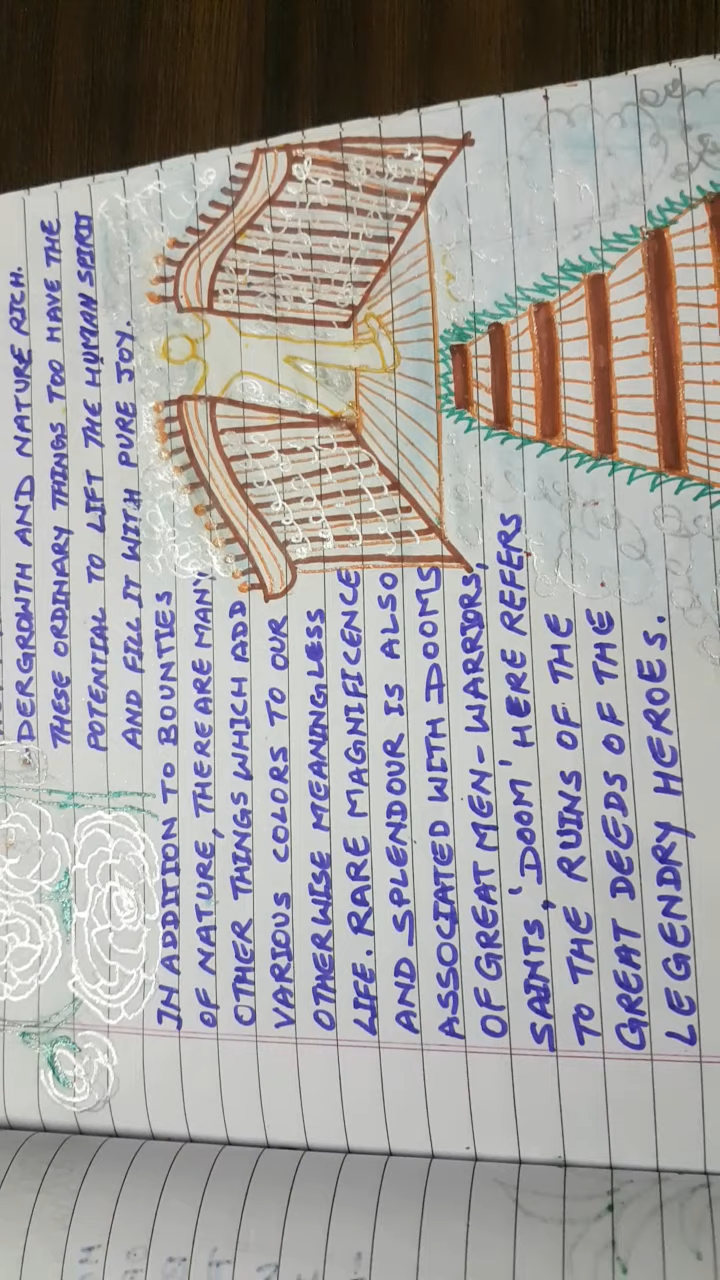 DERGROWTH AND NATURE RICH.
THESE ORDINARY THINGS TOO HAVE THE
POTENTIAL TO LIFT THE HUMAN SPIRIT
AND FILL IT WITH PURE JOY.
IN ADDITION TO BOUNTIES
OF NATURE, THERE ARE MANY
OTHER THINGS WHICH ADD
VARIOUS COLORS TO OUR
OTHERWISE MEANINGLESS
LIFE. RARE MAGNIFICENCE
AND SPLENDOUR IS ALSO
ASSOCIATED WITH DOOMS
OF GREAT MEN - WARRIORS,
SAINTS, 'DOOM' HERE REFERS
TO THE RUINS OF THE
GREAT DEEDS OF THE
LEGENDRY HEROES.